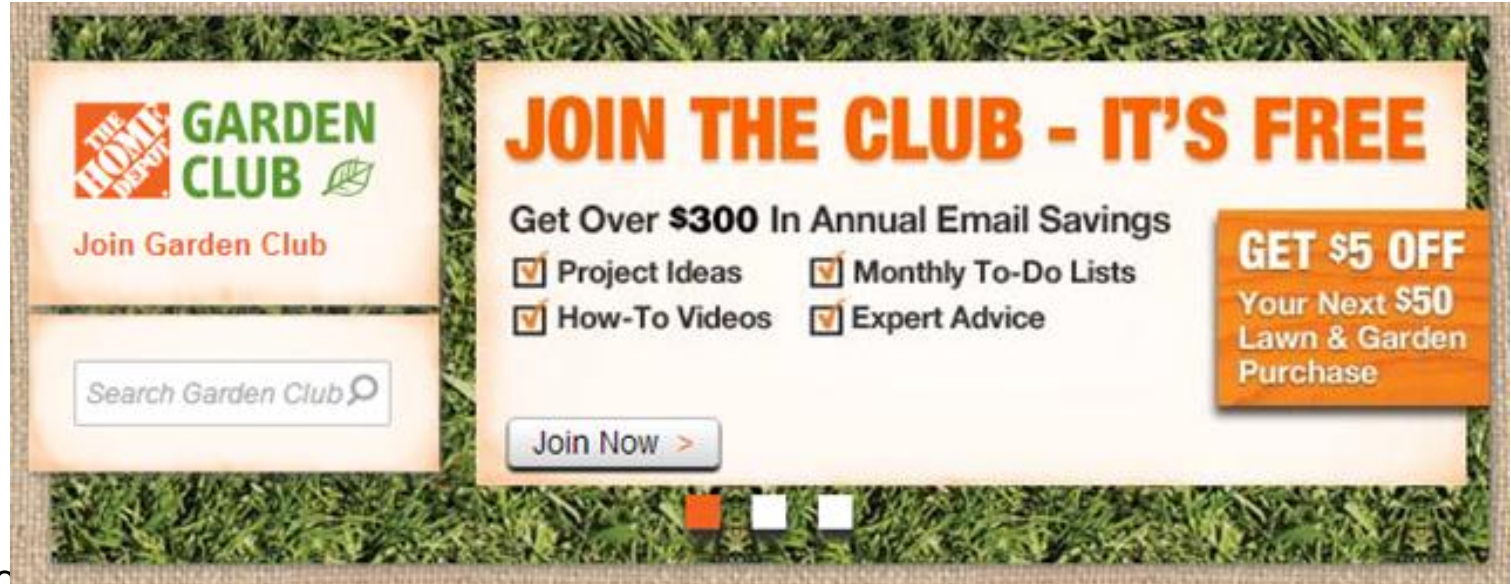 THE
HOME
DEPOT
GARDEN
CLUB
Join Garden Club
Search Garden Club
JOIN THE CLUB - IT'S FREE
Get Over $300 In Annual Email Savings
Project Ideas
Monthly To-Do Lists
How-To Videos
Expert Advice
Join Now >
GET $5 OFF
Your Next $50
Lawn & Garden
Purchase